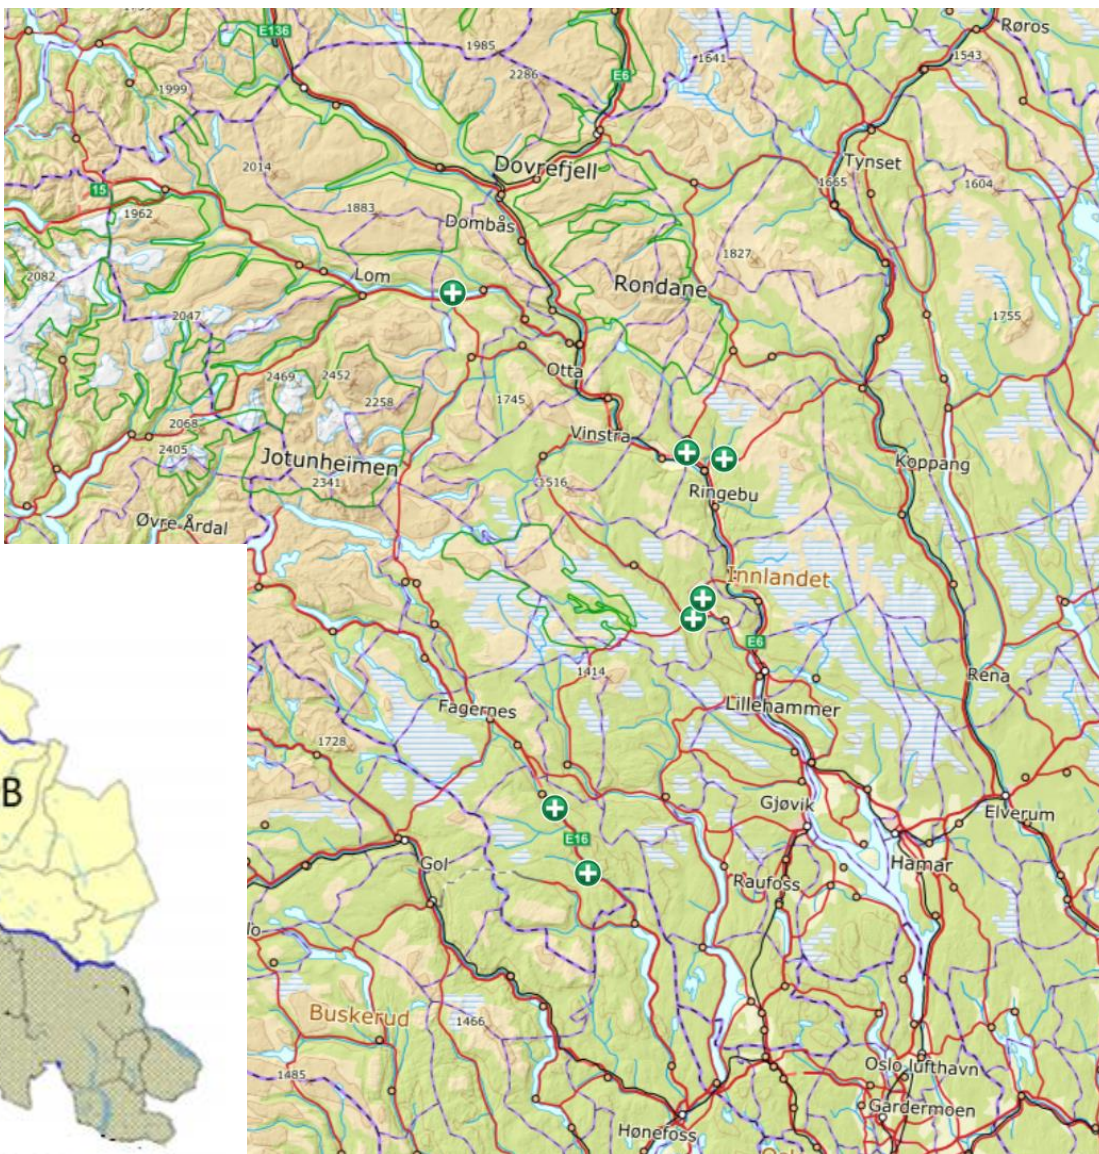 E136
Røros
1985
1543
1641
2286
E6
1999
Tynset
2014
Dovrefjell
1665
1604
15
1883
1962
Dombås
1827
2082
Lom
Rondane
2047
1755
Otta
2469
2452
1745
2258
2068
Vinstra
2405
Jotunheimen
Koppang
2341
1516
Ringebu
Øvre Årdal
Innlandet
E6
1414
Rena
Lillehammer
Fagernes
1728
B
Gjøvik
Elverum
E16
Gol
Hamar
Raufoss
lo
Buskerud
1466
Oslo lufthavn
1485
Gardermoen
Hønefoss